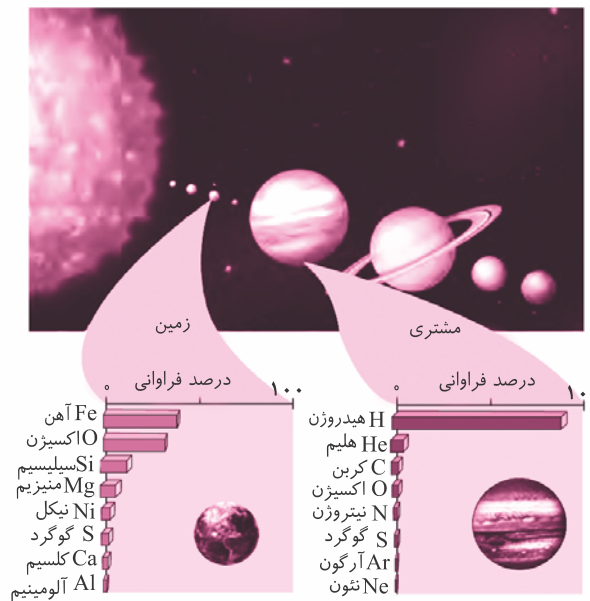 زمین
مشتری
درصد فراوانی
۰
۱۰۰
Fe آهن
O اکسیژن
Si سیلیسیم
Mg منیزیم
Ni نیکل
S گوگرد
Ca کلسیم
Al آلومینیم
درصد فراوانی
۰
۱۰
H هیدروژن
He هلیم
C کربن
O اکسیژن
N نیتروژن
S گوگرد
Ar آرگون
Ne نئون